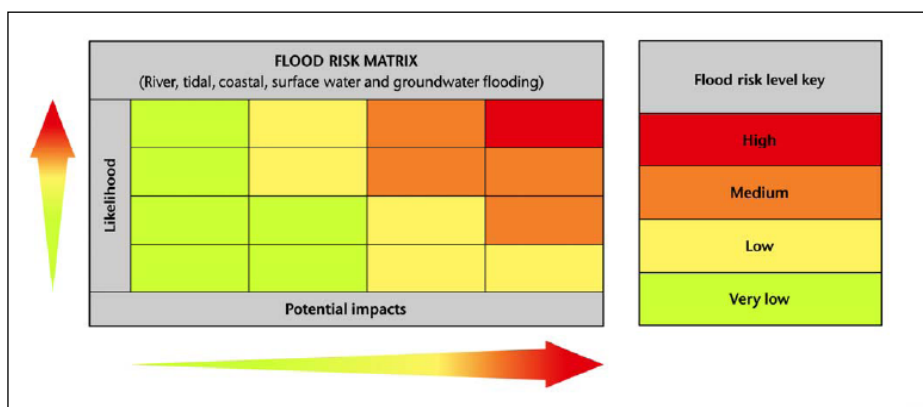 FLOOD RISK MATRIX
(River, tidal, coastal, surface water and groundwater flooding)
Likelihood
Potential impacts
Flood risk level key
High
Medium
Low
Very low